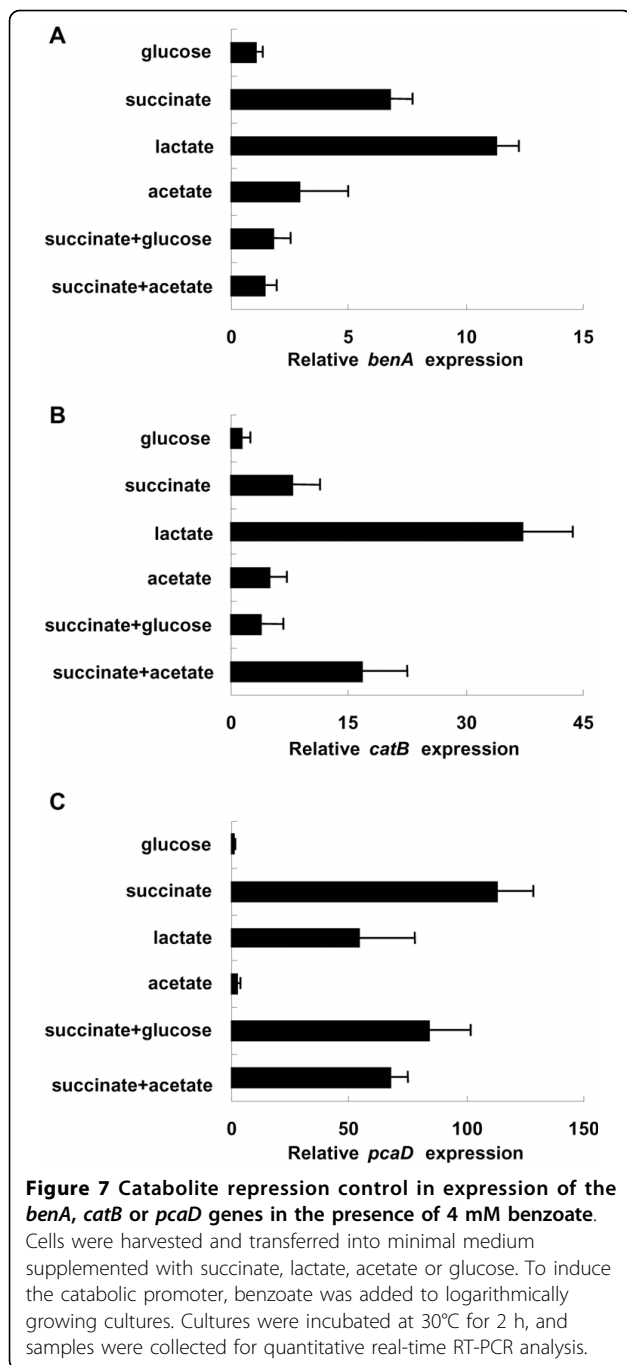 A
glucose
succinate
lactate
acetate
succinate+glucose
succinate+acetate
0 5 10 15
Relative benA expression
B
glucose
succinate
lactate
acetate
succinate+glucose
succinate+acetate
0 15 30 45
Relative catB expression
C
glucose
succinate
lactate
acetate
succinate+glucose
succinate+acetate
0 50 100 150
Relative pcaD expression
Figure 7 Catabolite repression control in expression of the
benA, catB or pcaD genes in the presence of 4 mM benzoate.
Cells were harvested and transferred into minimal medium
supplemented with succinate, lactate, acetate or glucose. To induce
the catabolic promoter, benzoate was added to logarithmically
growing cultures. Cultures were incubated at 30°C for 2 h, and
samples were collected for quantitative real-time RT-PCR analysis.